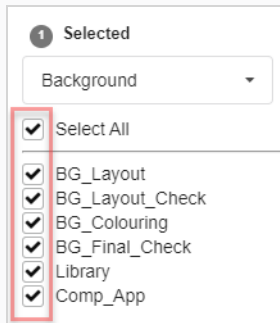 1 Selected
Background
Select All
BG_Layout
BG_Layout_Check
BG_Colouring
BG_Final_Check
Library
Comp_App